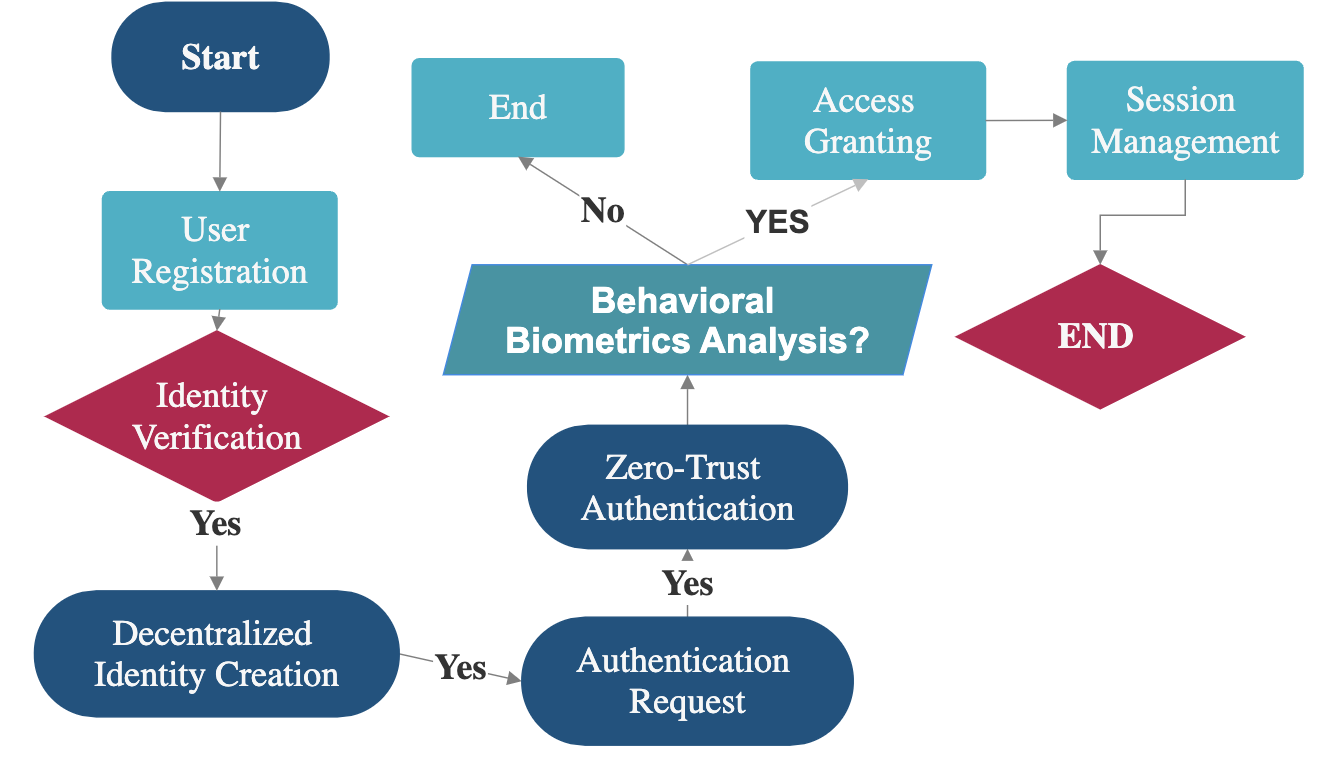 Start
User
Registration
Identity
Verification
Yes
Decentralized
Identity Creation
Yes
Authentication
Request
Yes
Zero-Trust
Authentication
Behavioral
Biometrics Analysis?
No
End
YES
Access
Granting
Session
Management
END